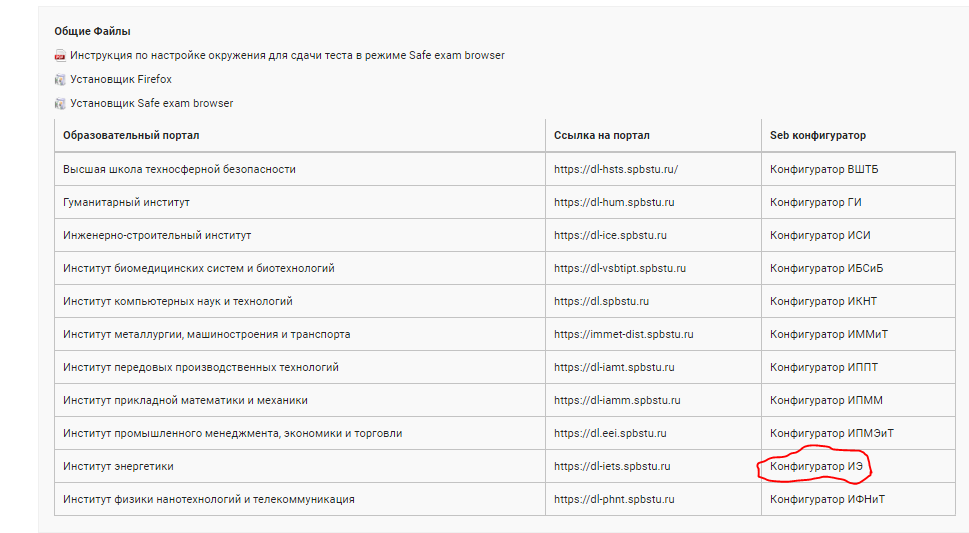 Общие Файлы
Инструкция по настройке окружения для сдачи теста в режиме Safe exam browser
Установщик Firefox
Установщик Safe exam browser
Образовательный портал Ссылка на портал Seb конфигуратор
Высшая школа техносферной безопасности https://dl-hsts.spbstu.ru/ Конфигуратор ВШТБ
Гуманитарный институт https://dl-hum.spbstu.ru Конфигуратор ГИ
Инженерно-строительный институт https://dl-ice.spbstu.ru Конфигуратор ИСИ
Институт биомедицинских систем и биотехнологий https://dl-vsbtipt.spbstu.ru Конфигуратор ИБСиБ
Институт компьютерных наук и технологий https://dl.spbstu.ru Конфигуратор ИКНТ
Институт металлургии, машиностроения и транспорта https://immet-dist.spbstu.ru Конфигуратор ИММиТ
Институт передовых производственных технологий https://dl-iamt.spbstu.ru Конфигуратор ИППТ
Институт прикладной математики и механики https://dl-iamm.spbstu.ru Конфигуратор ИПММ
Институт промышленного менеджмента, экономики и торговли https://dl.eei.spbstu.ru Конфигуратор ИПМЭиТ
Институт энергетики https://dl-iets.spbstu.ru Конфигуратор ИЭ
Институт физики нанотехнологий и телекоммуникация https://dl-phnt.spbstu.ru Конфигуратор ИФНиТ